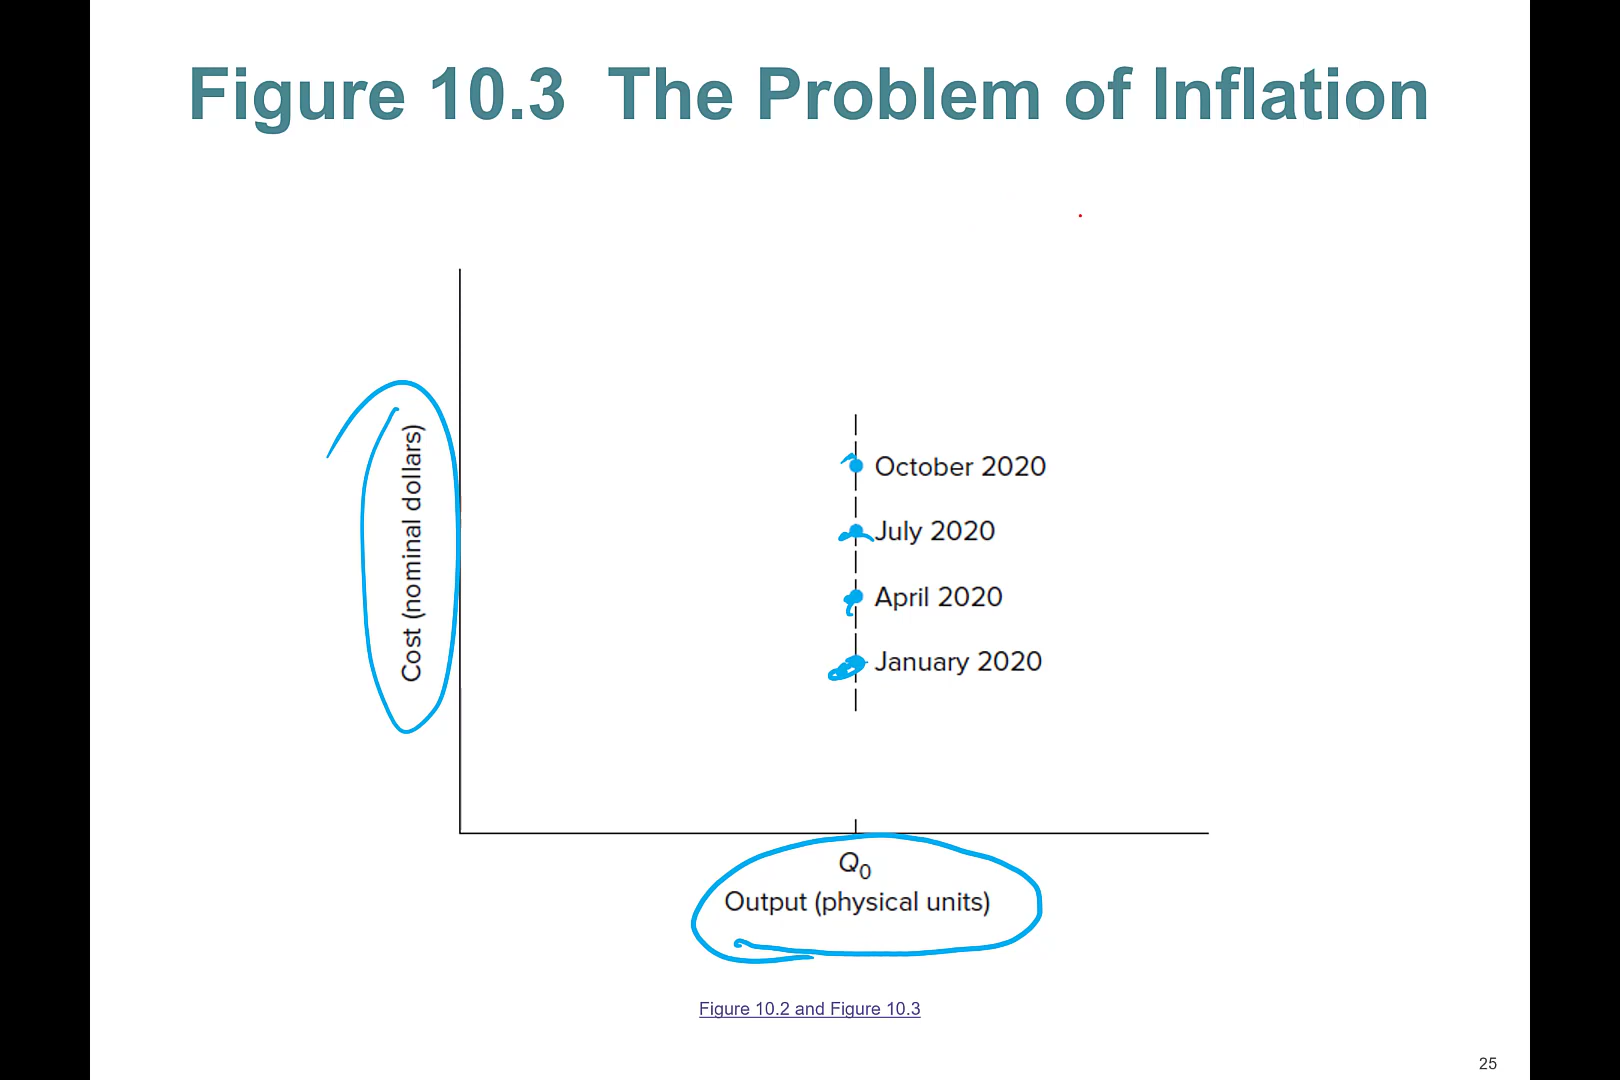 Figure 10.3 The Problem of Inflation
Cost (nominal dollars)
October 2020
July 2020
April 2020
January 2020
Q0
Output (physical units)
Figure 10.2 and Figure 10.3
25